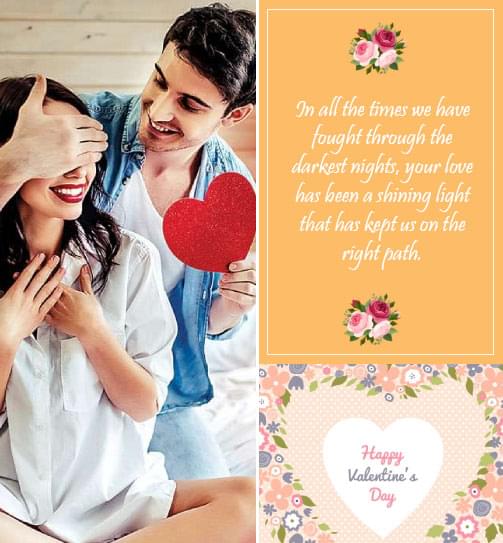 In all the times we have
fought through the
darkest nights, your love
has been a shining light
that has kept us on the
right path.
Happy
Valentine's
Day